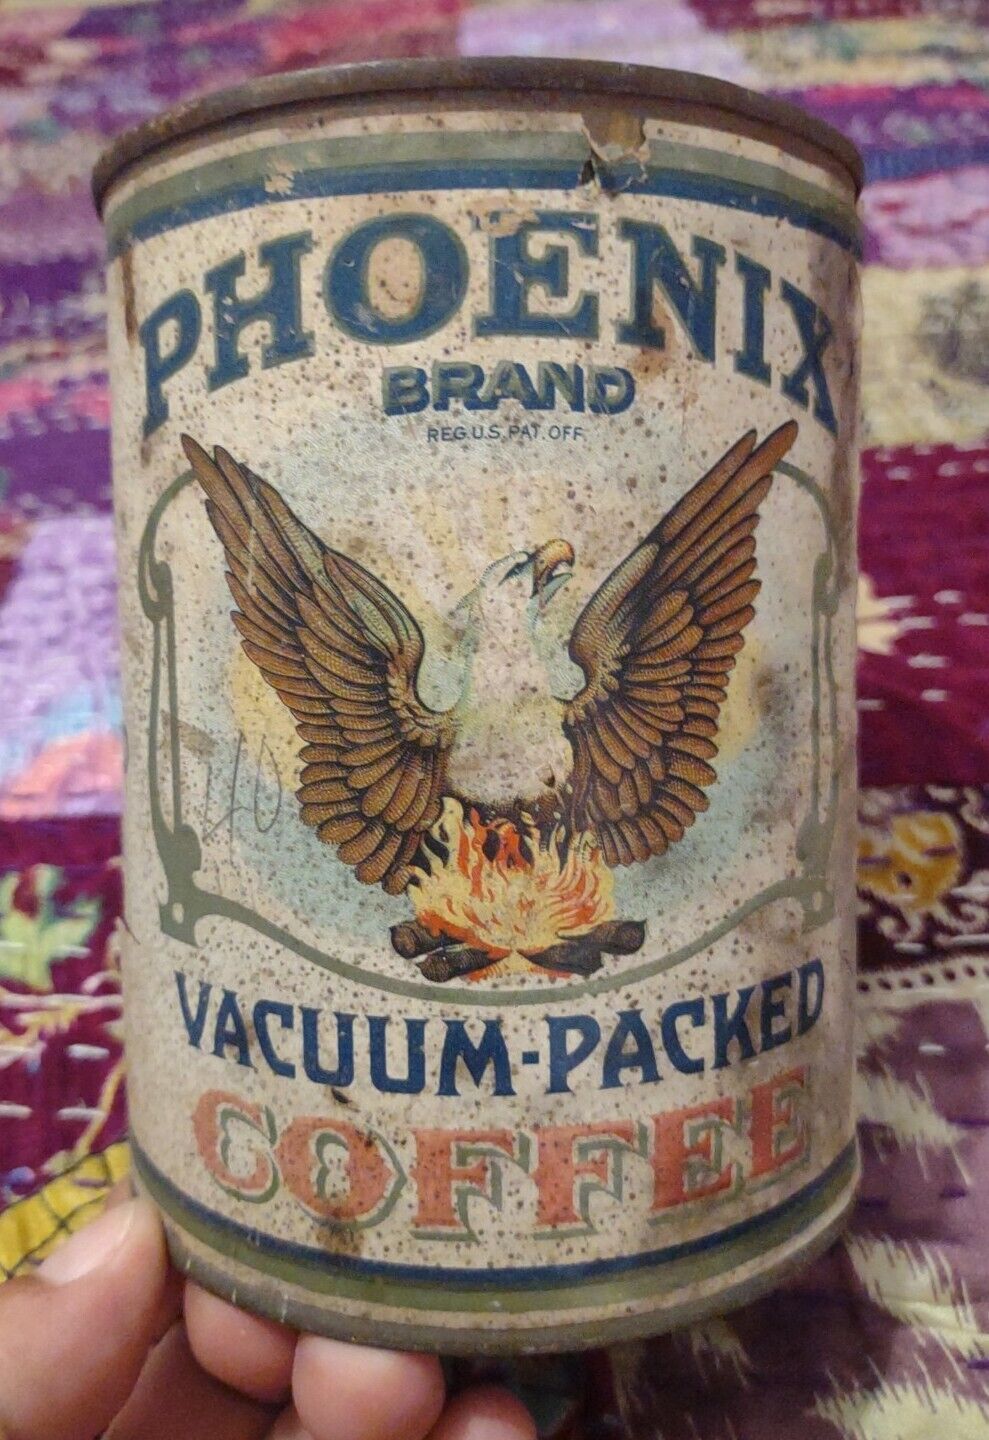 PHOENIX
BRAND
REG.U.S.PAT.OFF.
40
VACUUM-PACKED
COFFEE